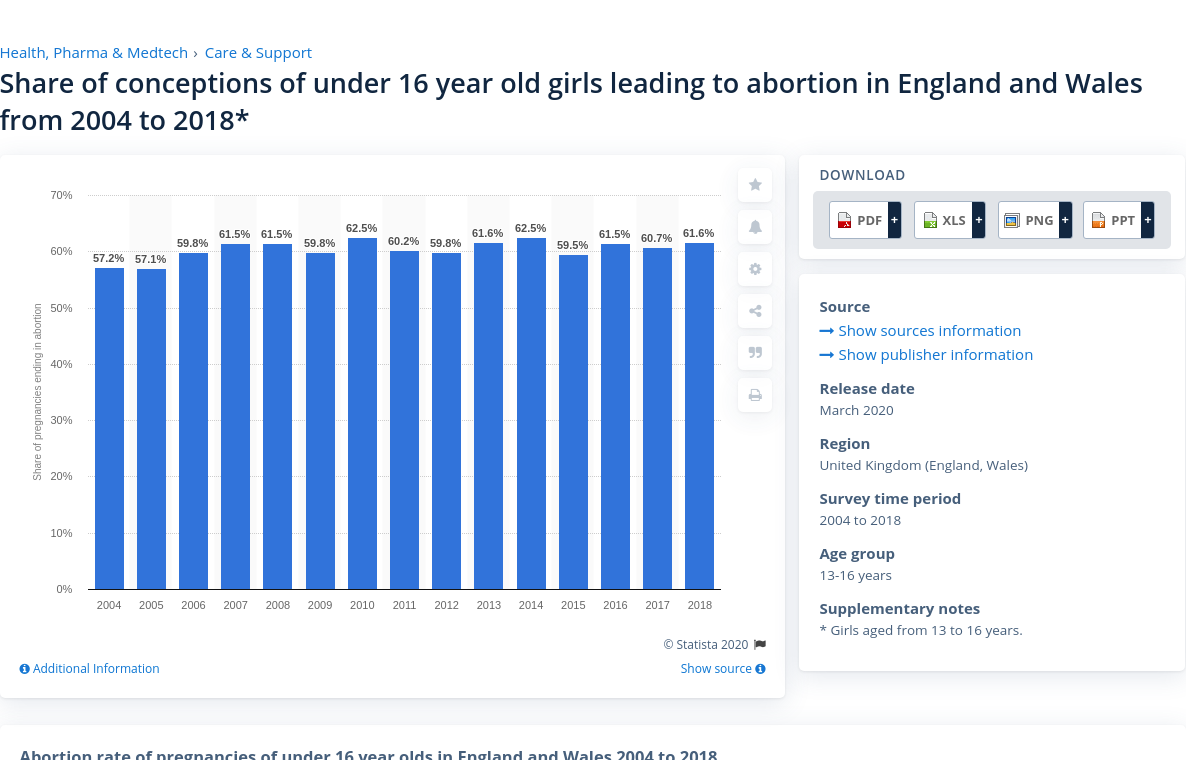 Health, Pharma & Medtech › Care & Support
Share of conceptions of under 16 year old girls leading to abortion in England and Wales
from 2004 to 2018*
70%
60%
50%
40%
30%
20%
10%
0%
Share of pregnancies ending in abortion
57.2% 57.1% 59.8% 61.5% 61.5% 59.8% 62.5% 60.2% 59.8% 61.6% 62.5% 59.5% 61.5% 60.7% 61.6%
2004 2005 2006 2007 2008 2009 2010 2011 2012 2013 2014 2015 2016 2017 2018
© Statista 2020
Additional Information
Show source
DOWNLOAD
PDF + XLS + PNG + PPT +
Source
Show sources information
Show publisher information
Release date
March 2020
Region
United Kingdom (England, Wales)
Survey time period
2004 to 2018
Age group
13-16 years
Supplementary notes
* Girls aged from 13 to 16 years.
Abortion rate of pregnancies of under 16 year olds in England and Wales 2004 to 2018